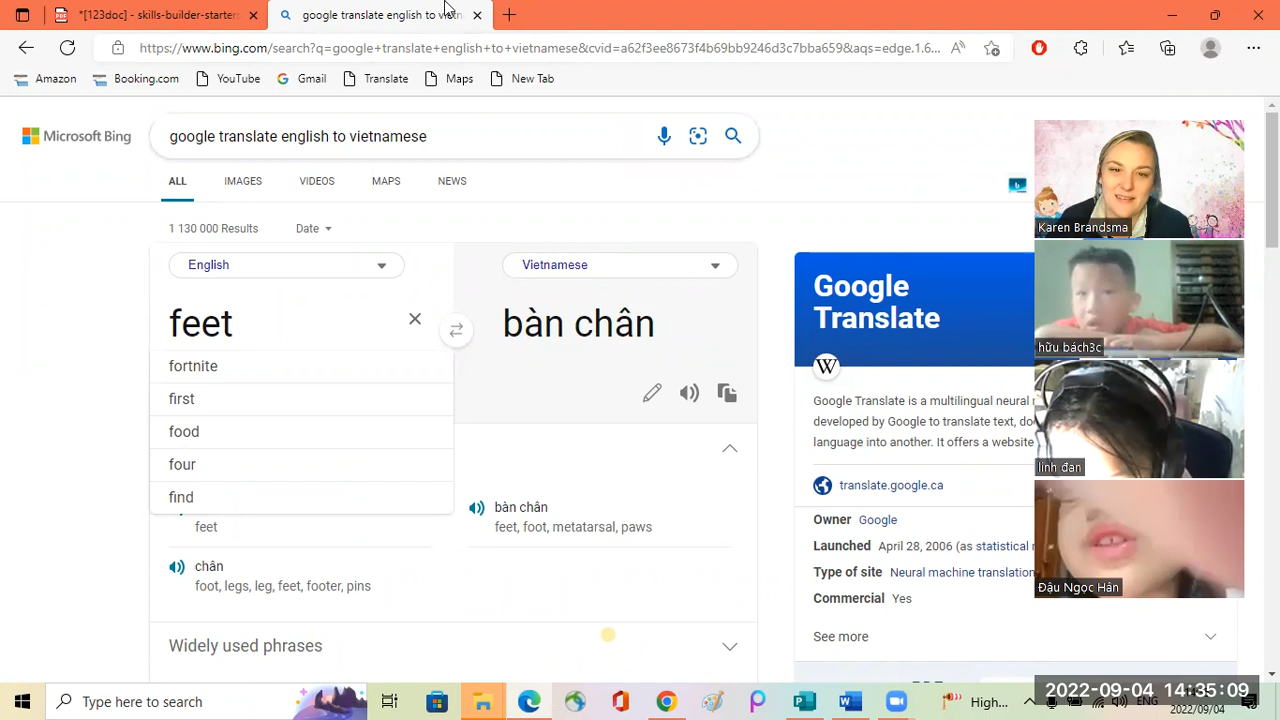 *[123doc] - skills-builder-starter
google translate english to vietn
https://www.bing.com/search?q=google+translate+english+to+vietnamese&cvid=a62f3ee8673f4b69bb9246d3c7bba659&aqs=edge.1.6...
Amazon
Booking.com
YouTube
Gmail
Translate
Maps
New Tab
Microsoft Bing
google translate english to vietnamese
ALL
IMAGES
VIDEOS
MAPS
NEWS
1 130 000 Results
Date
English
Vietnamese
feet
bàn chân
fortnite
first
food
four
find
feet
bàn chân
feet, foot, metatarsal, paws
chân
foot, legs, leg, feet, footer, pins
Widely used phrases
Google
Translate
W
Google Translate is a multilingual neural
developed by Google to translate text, do
language into another. It offers a website
translate.google.ca
Owner Google
Launched April 28, 2006 (as statistical
Type of site Neural machine translation
Commercial Yes
See more
Karen Brandsma
hữu bách3c
linh đan
Đậu Ngọc Hân
Type here to search
High...
ENG
2022-09-04 14:35:09
2022/09/04